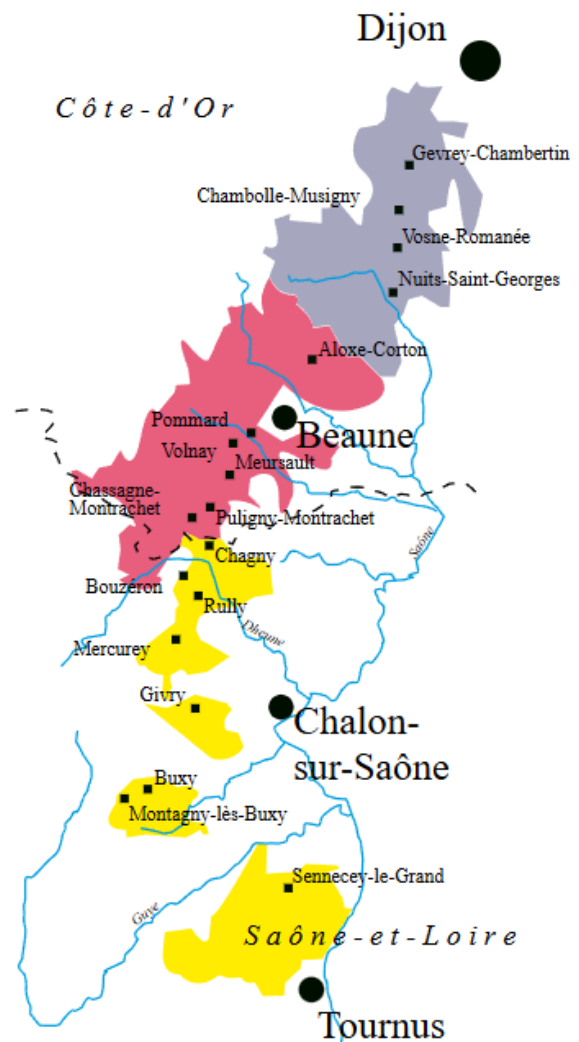 Dijon
Côte-d'Or
Gevrey-Chambertin
Chambolle-Musigny
Vosne-Romanée
Nuits-Saint-Georges
Aloxe-Corton
Pommard
Beaune
Volnay
Meursault
Chassagne-
Montrachet
Puligny-Montrachet
Saône
Chagny
Bouzéron
Rully
Dheune
Mercurey
Givry
Chalon-
sur-Saône
Buxy
Montagny-lès-Buxy
Sennecey-le-Grand
Guye
Saône-et-Loire
Tournus